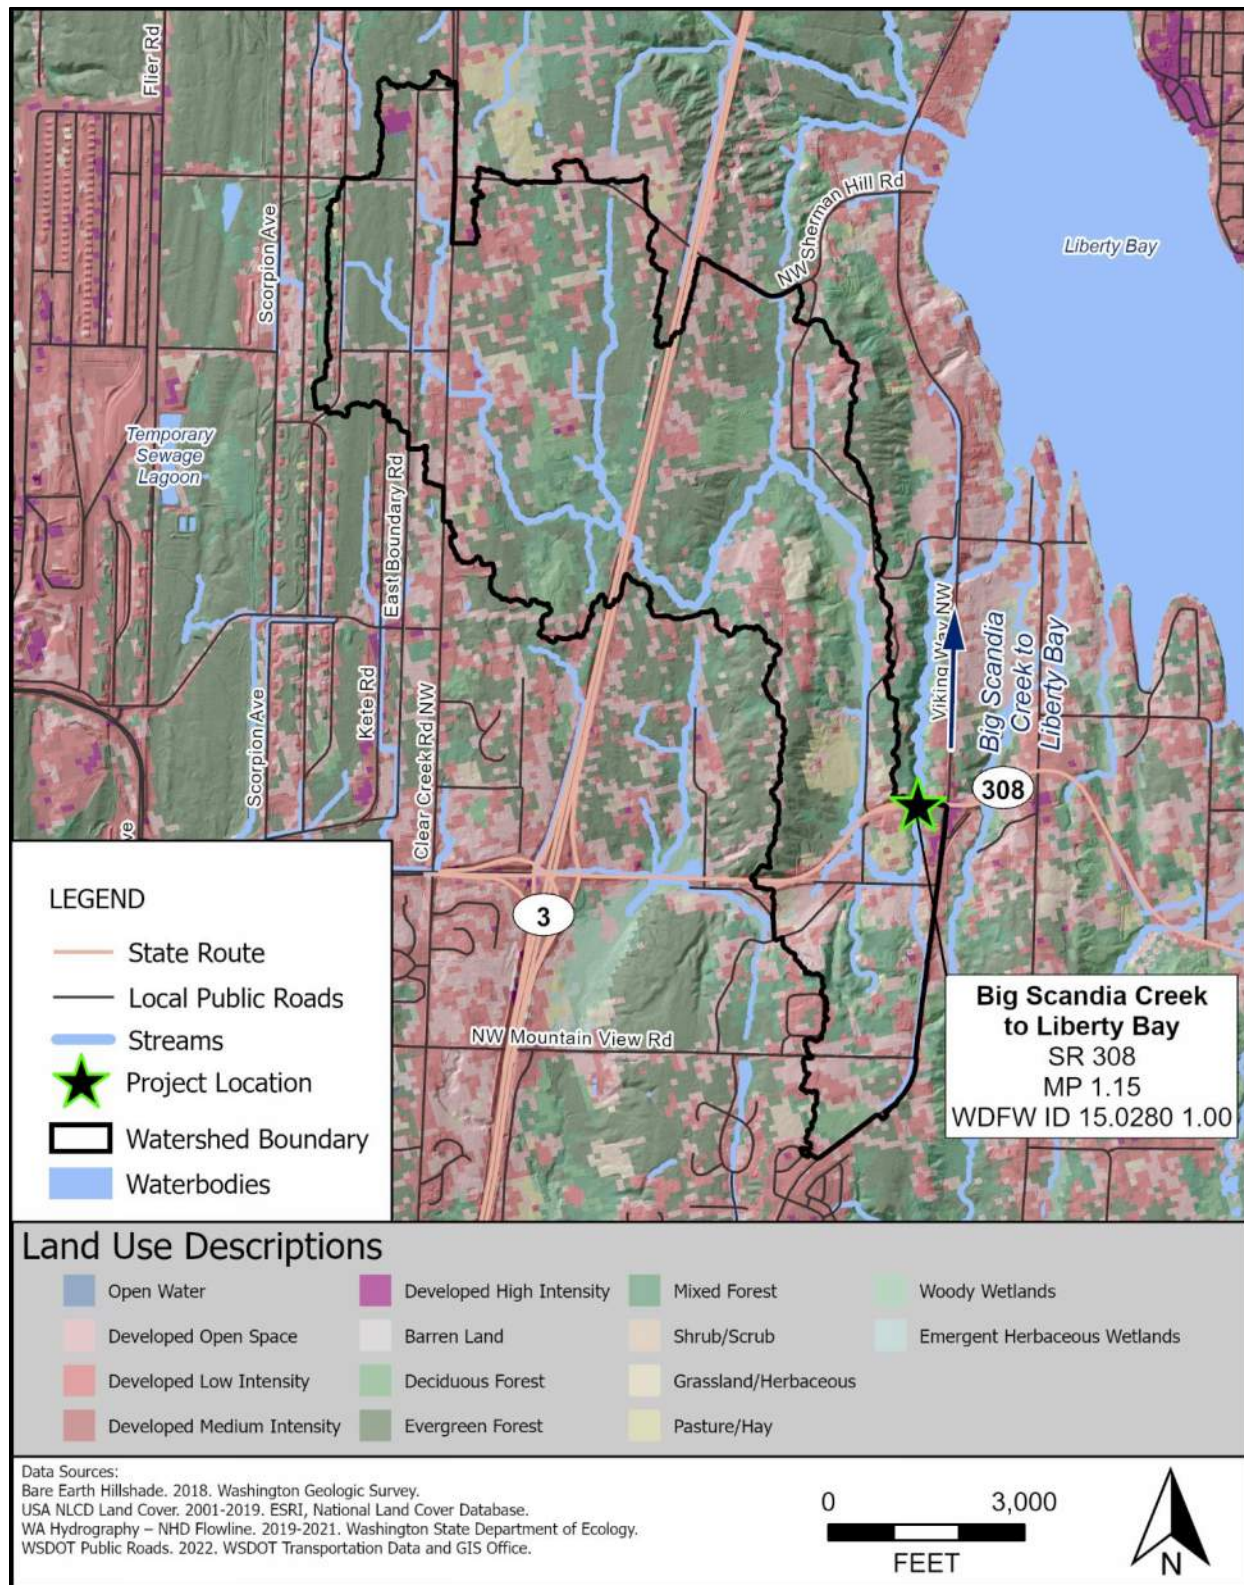 Flier Rd
Scorpion Ave
NW Sherman Hill Rd
Liberty Bay
Temporary
Sewage
Lagoon
East Boundary Rd
Viking Way NW
Big Scandia
Creek to
Liberty Bay
Kete Rd
Scorpion Ave
Clear Creek Rd NW
308
ve
3
NW Mountain View Rd
Big Scandia Creek
to Liberty Bay
SR 308
MP 1.15
WDFW ID 15.0280 1.00
LEGEND
State Route
Local Public Roads
Streams
Project Location
Watershed Boundary
Waterbodies
Land Use Descriptions
Open Water
Developed Open Space
Developed Low Intensity
Developed Medium Intensity
Developed High Intensity
Barren Land
Deciduous Forest
Evergreen Forest
Mixed Forest
Shrub/Scrub
Grassland/Herbaceous
Pasture/Hay
Woody Wetlands
Emergent Herbaceous Wetlands
Data Sources:
Bare Earth Hillshade. 2018. Washington Geologic Survey.
USA NLCD Land Cover. 2001-2019. ESRI, National Land Cover Database.
WA Hydrography – NHD Flowline. 2019-2021. Washington State Department of Ecology.
WSDOT Public Roads. 2022. WSDOT Transportation Data and GIS Office.
0 3,000
FEET
N